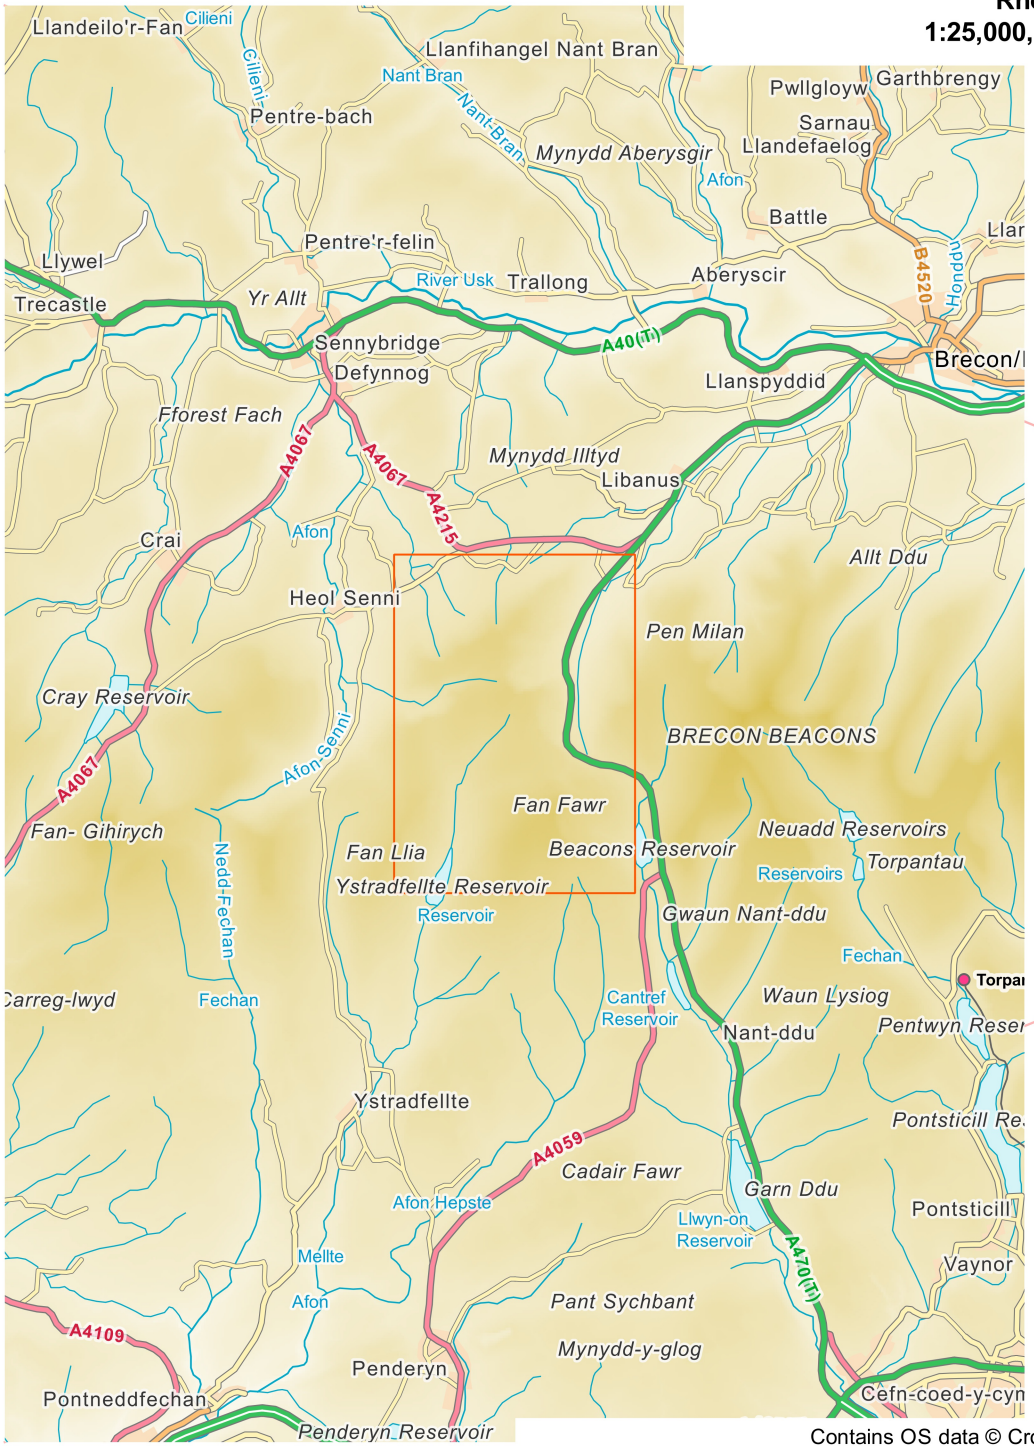 1:25,000,
Llandeilo'r-Fan
Cilieni
Cilieni
Llanfihangel Nant Bran
Nant Bran
Nant-Bran
Pentre-bach
Pwllgloyw
Garthbrengy
Sarnau
Llandefaelog
Mynydd Aberysgir
Afon
Battle
Llywel
Pentre'r-felin
River Usk
Trallong
Aberyscir
B4520
Honddu
Trecastle
Yr Allt
Sennybridge
A40(T)
Defynnog
Llanspyddid
Brecon/
Fforest Fach
A4067
A4067
Mynydd Illtyd
Libanus
A4215
Crai
Afon
Allt Ddu
Heol Senni
Pen Milan
Cray Reservoir
Afon-Senni
BRECON BEACONS
A4067
Fan Fawr
Fan- Gihirych
Neuadd Reservoirs
Fan Llia
Beacons Reservoir
Torpantau
Reservoirs
Ystradfellte Reservoir
Reservoir
Nedd-Fechan
Gwaun Nant-ddu
Fechan
Carreg-lwyd
Fechan
Cantref
Reservoir
Waun Lysiog
Nant-ddu
Ystradfellte
A4059
Cadair Fawr
Garn Ddu
Afon Hepste
Llwyn-on
Reservoir
Pontsticill
Mellte
A470(T)
Vaynor
Afon
Pant Sychbant
A4109
Mynydd-y-glog
Penderyn
Pontneddfechan
Penderyn Reservoir
Contains OS data ©